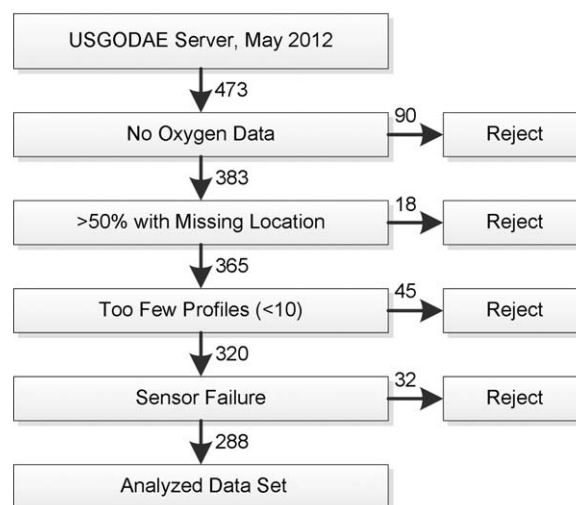 USGODAE Server, May 2012
473
No Oxygen Data
90
Reject
383
>50% with Missing Location
18
Reject
365
Too Few Profiles (<10)
45
Reject
320
Sensor Failure
32
Reject
288
Analyzed Data Set